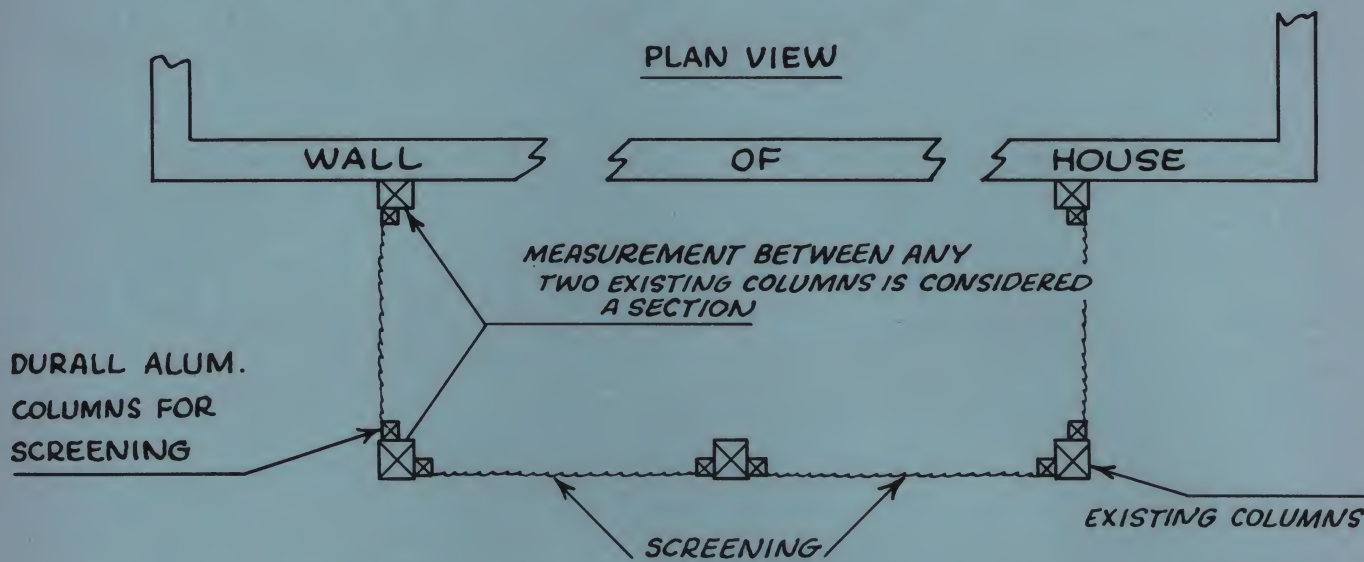 PLAN VIEW
WALL OF HOUSE
MEASUREMENT BETWEEN ANY
TWO EXISTING COLUMNS IS CONSIDERED
A SECTION
DURALL ALUM.
COLUMNS FOR
SCREENING
EXISTING COLUMNS
SCREENING